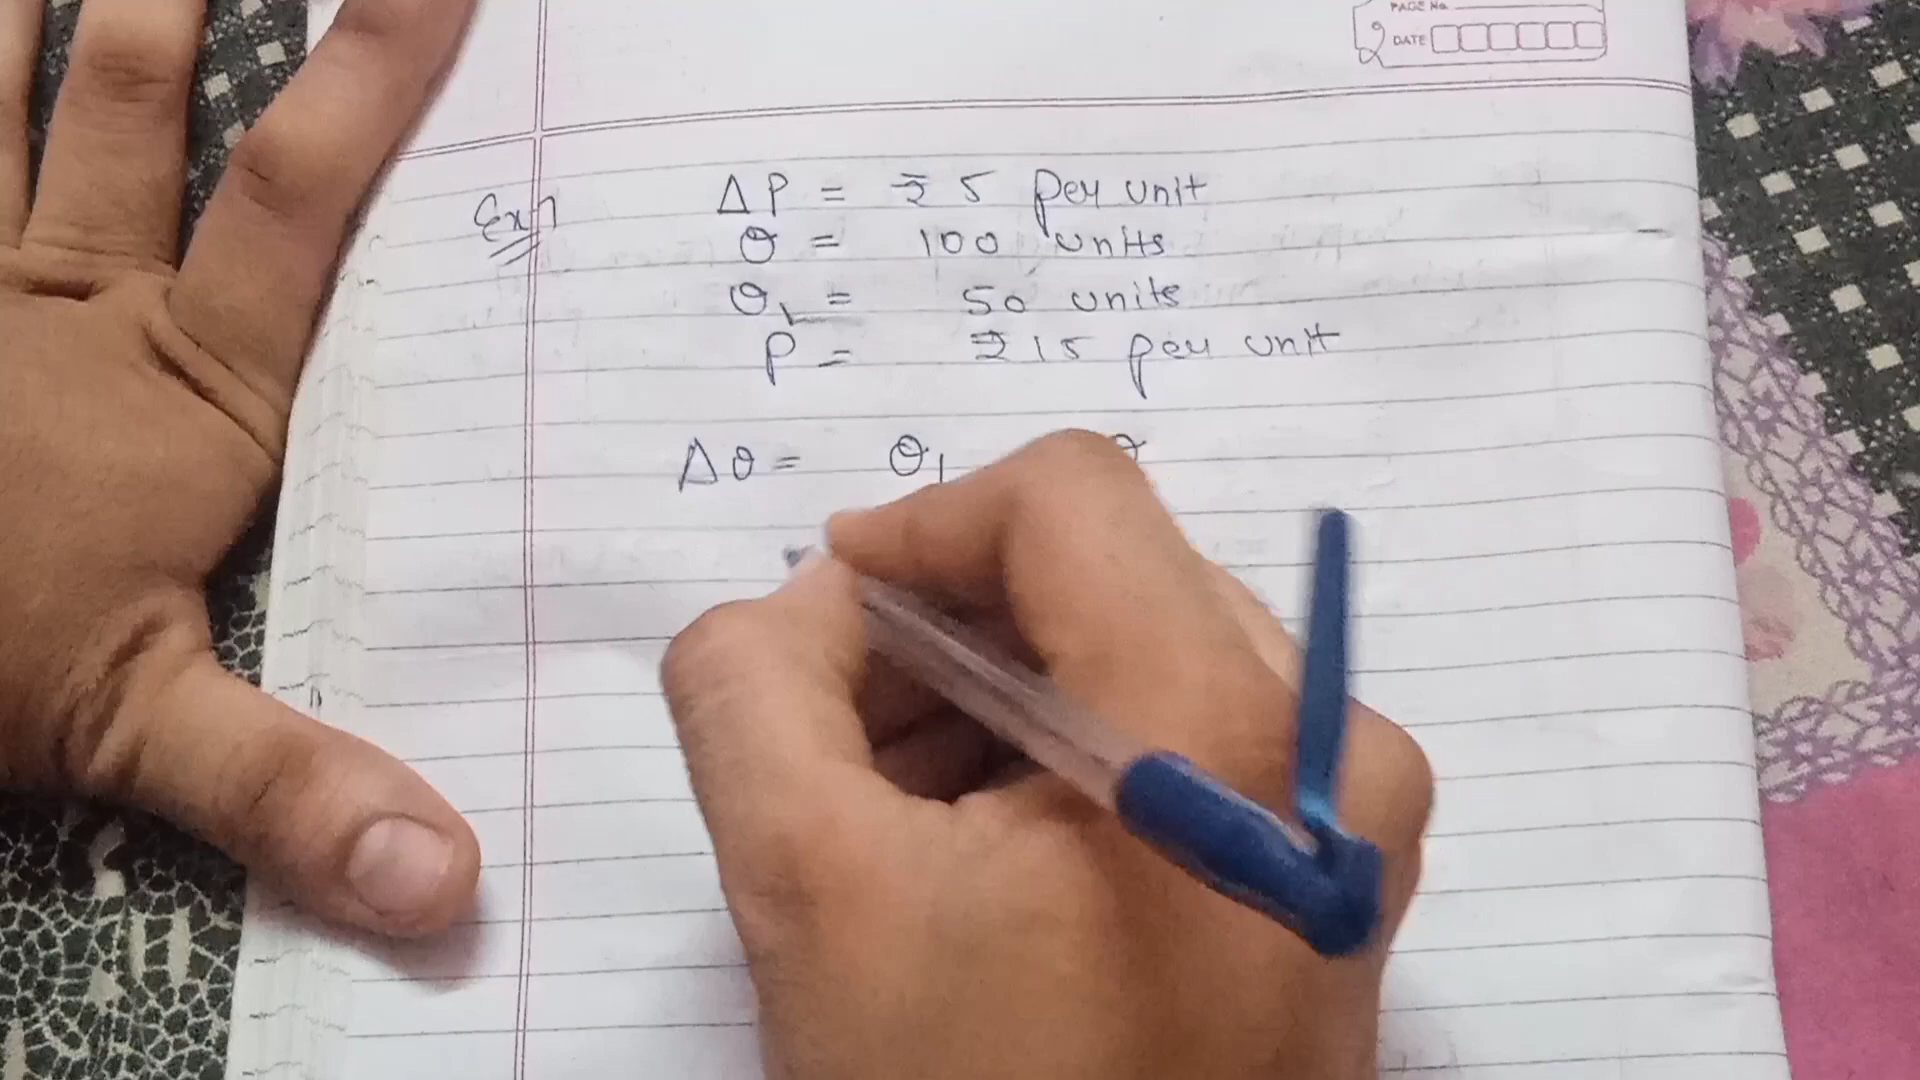 PAGE No.
DATE
Ex↑
ΔP = ₹ 5 per unit
Q = 100 units
Q₁ = 50 units
P = ₹ 15 per unit
ΔQ = Q₁ Q